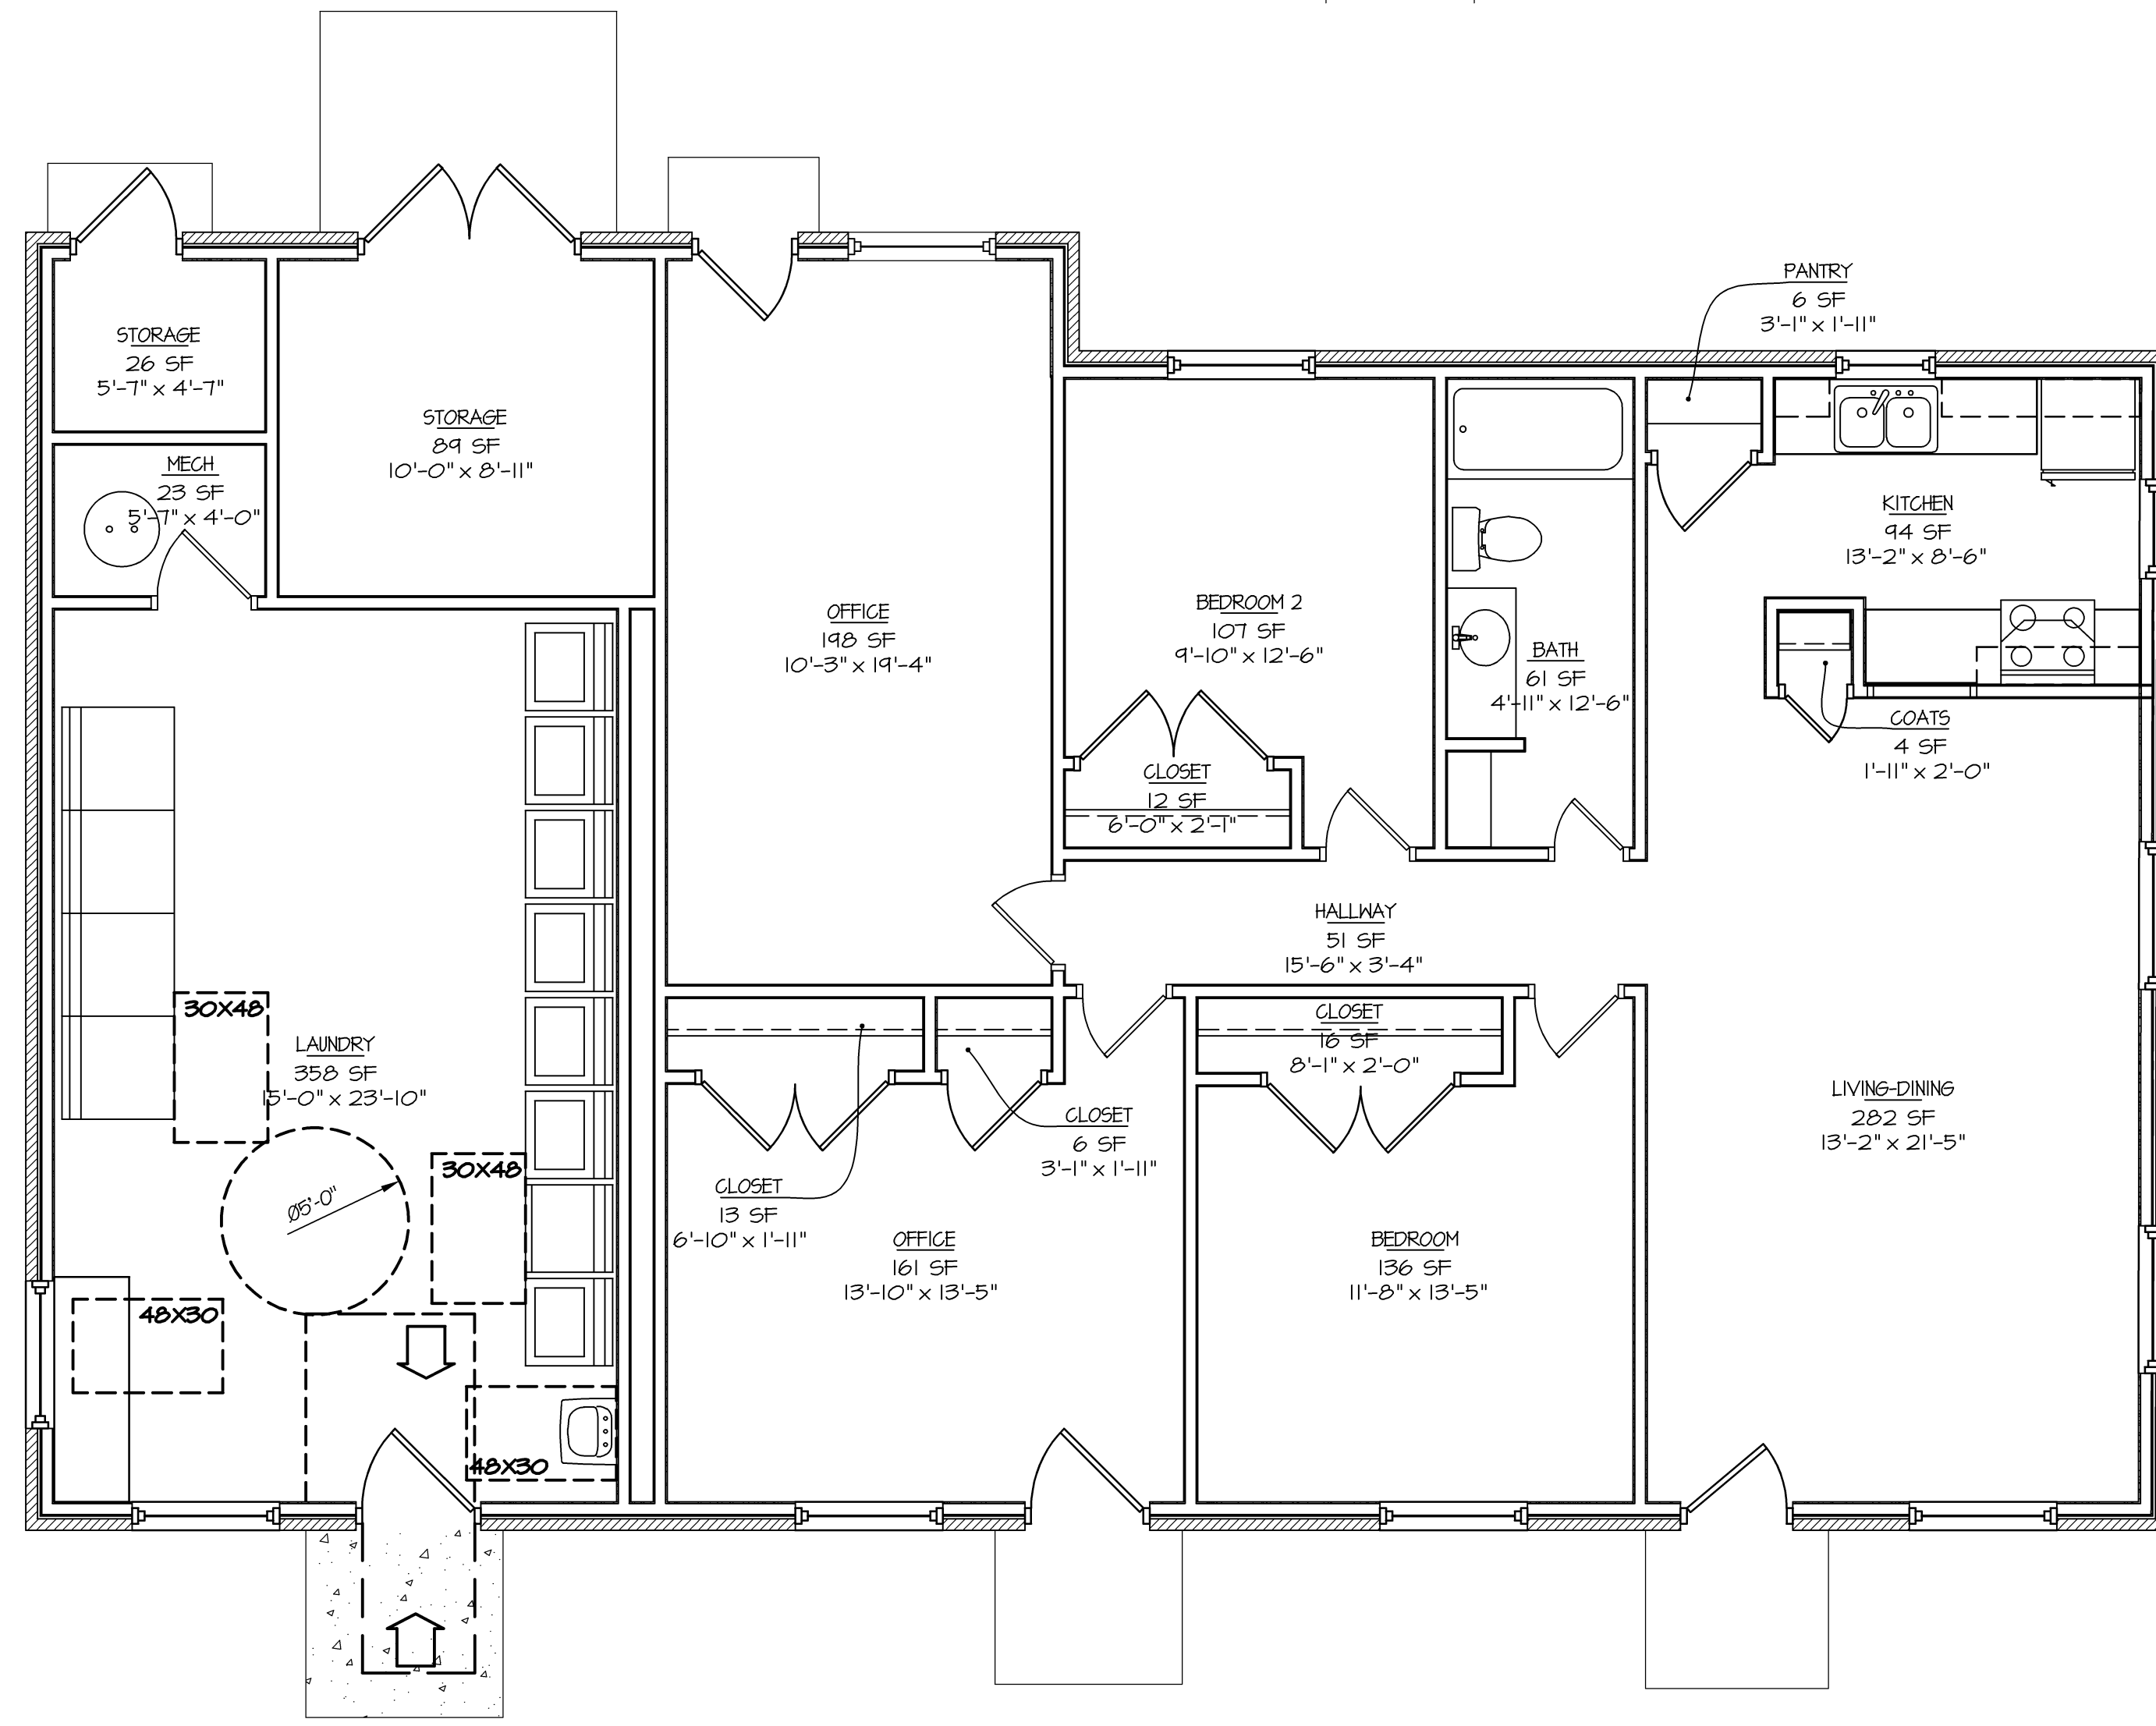 PANTRY
6 SF
3'-1" x 1'-11"
STORAGE
26 SF
5'-7" x 4'-7"
STORAGE
89 SF
10'-0" x 8'-11"
MECH
23 SF
5'-7" x 4'-0"
KITCHEN
94 SF
13'-2" x 8'-6"
OFFICE
198 SF
10'-3" x 19'-4"
BEDROOM 2
107 SF
9'-10" x 12'-6"
BATH
61 SF
4'-11" x 12'-6"
COATS
4 SF
1'-11" x 2'-0"
CLOSET
12 SF
6'-0" x 2'-1"
HALLWAY
51 SF
15'-6" x 3'-4"
30X48
LAUNDRY
358 SF
15'-0" x 23'-10"
CLOSET
16 SF
8'-1" x 2'-0"
CLOSET
6 SF
3'-1" x 1'-11"
LIVING-DINING
282 SF
13'-2" x 21'-5"
30X48
Ø5'-0"
CLOSET
13 SF
6'-10" x 1'-11"
OFFICE
161 SF
13'-10" x 13'-5"
BEDROOM
136 SF
11'-8" x 13'-5"
48X30
48X30